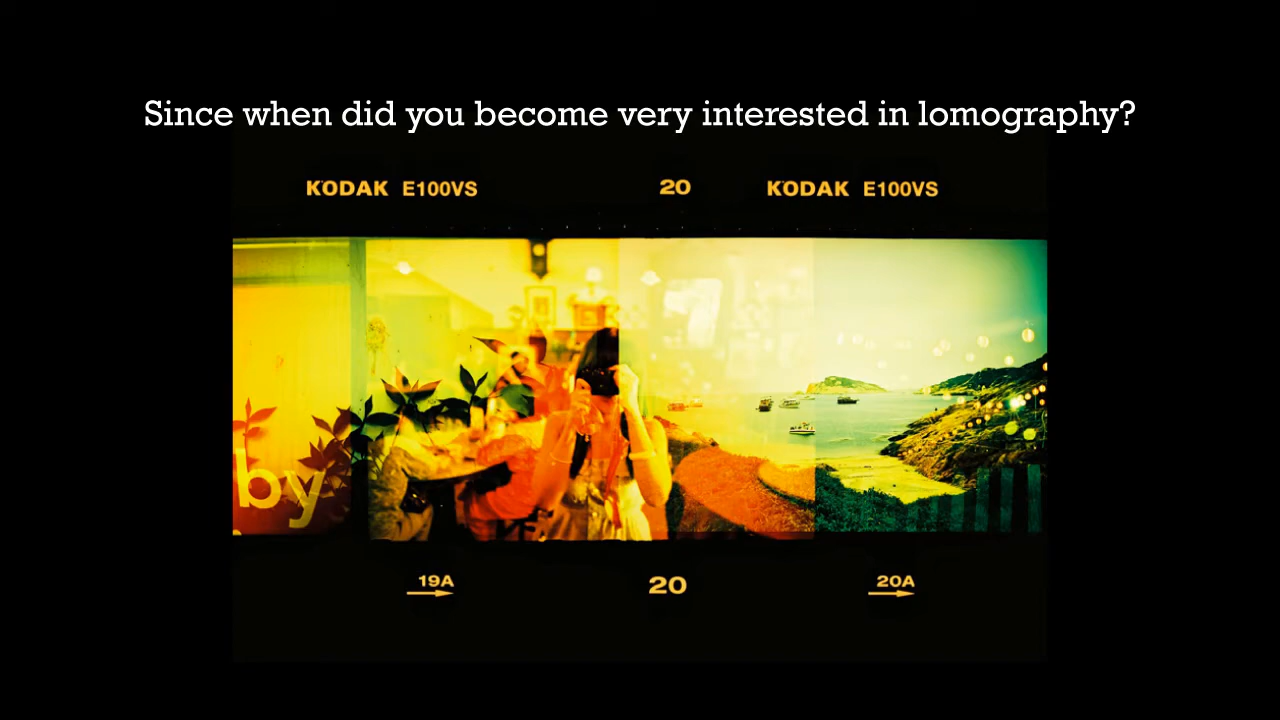 Since when did you become very interested in lomography?
KODAK E100VS 20 KODAK E100VS
by
19A 20 20A